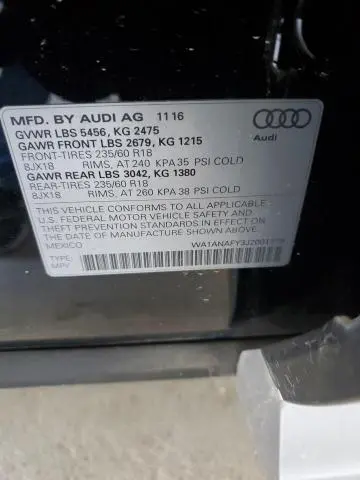 MFD. BY AUDI AG 11 16
GVWR LBS 5456, KG 2475
GAWR FRONT LBS 2679, KG 1215
FRONT-TIRES 235/60 R18
8JX18 RIMS, AT 240 KPA 35 PSI COLD
GAWR REAR LBS 3042, KG 1380
REAR-TIRES 235/60 R18
8JX18 RIMS, AT 260 KPA 38 PSI COLD
Audi
THIS VEHICLE CONFORMS TO ALL APPLICABLE
U.S. FEDERAL MOTOR VEHICLE SAFETY AND
THEFT PREVENTION STANDARDS IN EFFECT ON
THE DATE OF MANUFACTURE SHOWN ABOVE.
MEXICO
TYPE:
MPV